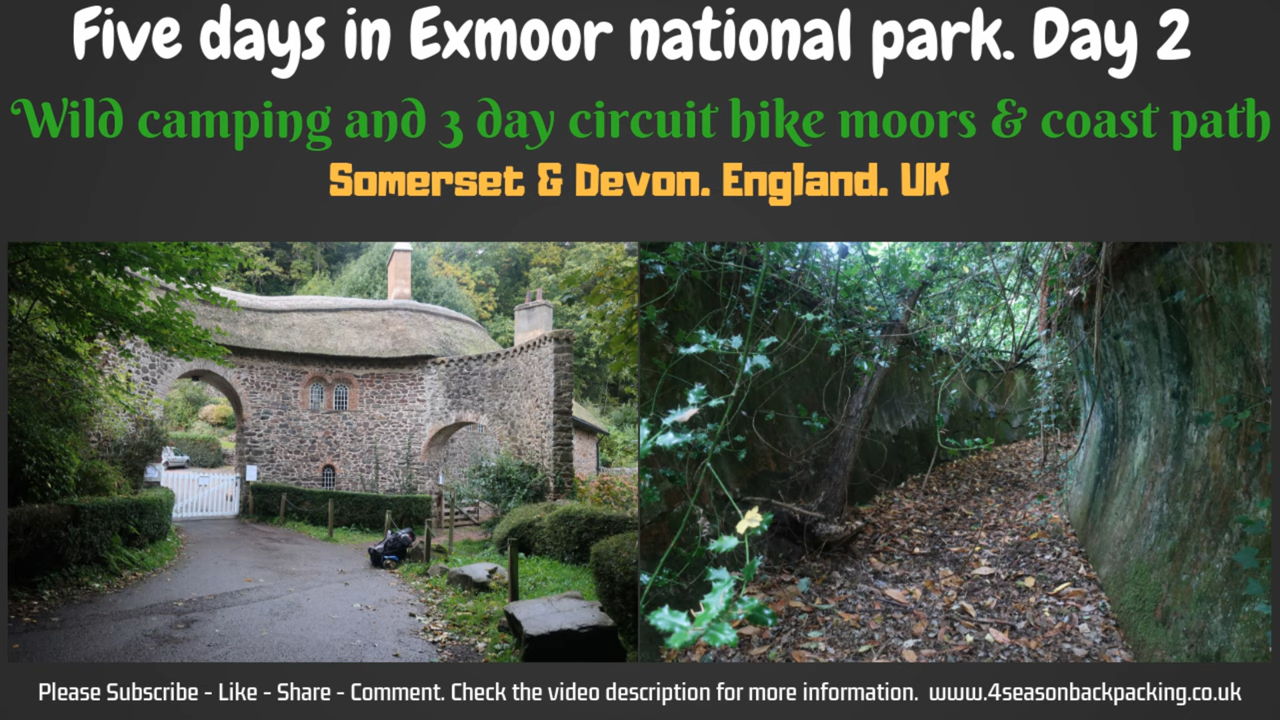 Five days in Exmoor national park. Day 2
Wild camping and 3 day circuit hike moors & coast path
Somerset & Devon. England. UK
Please Subscribe - Like - Share - Comment. Check the video description for more information. www.4seasonbackpacking.co.uk